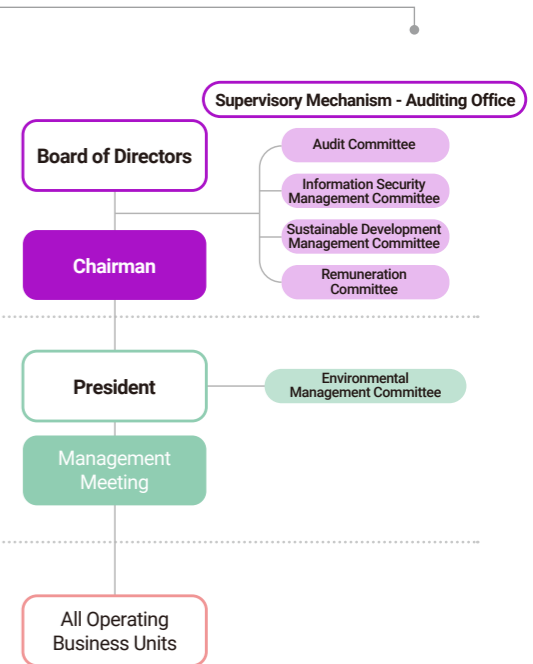 Supervisory Mechanism - Auditing Office
Board of Directors
Audit Committee
Information Security
Management Committee
Sustainable Development
Management Committee
Chairman
Remuneration
Committee
President
Environmental
Management Committee
Management
Meeting
All Operating
Business Units